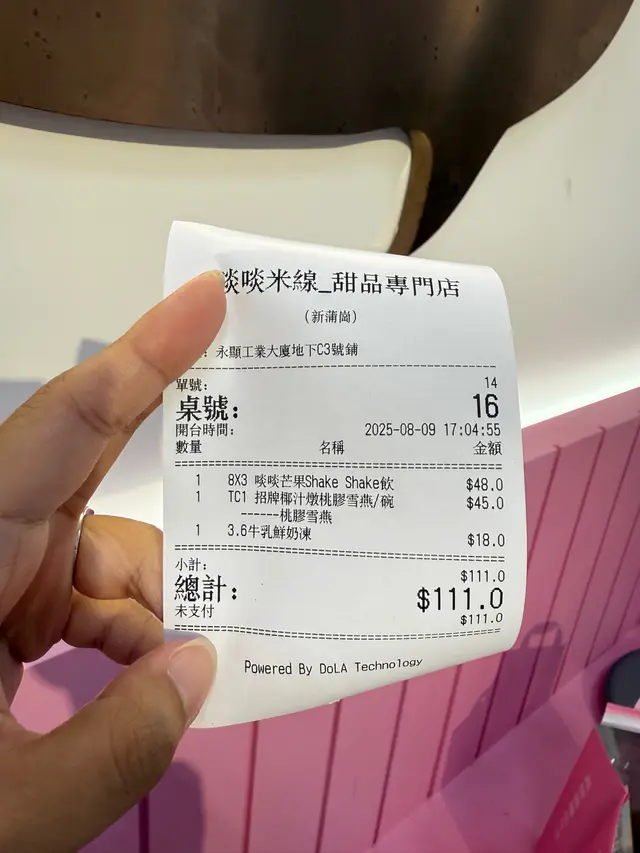 啖啖米線_甜品專門店
(新蒲崗)
: 永顯工業大廈地下C3號鋪
單號: 14
桌號: 16
開台時間: 2025-08-09 17:04:55
數量 名稱 金額
1 8X3 啖啖芒果Shake Shake飲 $48.0
1 TC1 招牌椰汁燉桃膠雪燕/碗 $45.0
------桃膠雪燕
1 3.6牛乳鮮奶凍 $18.0
小計: $111.0
總計: $111.0
未支付 $111.0
Powered By DoLA Technology